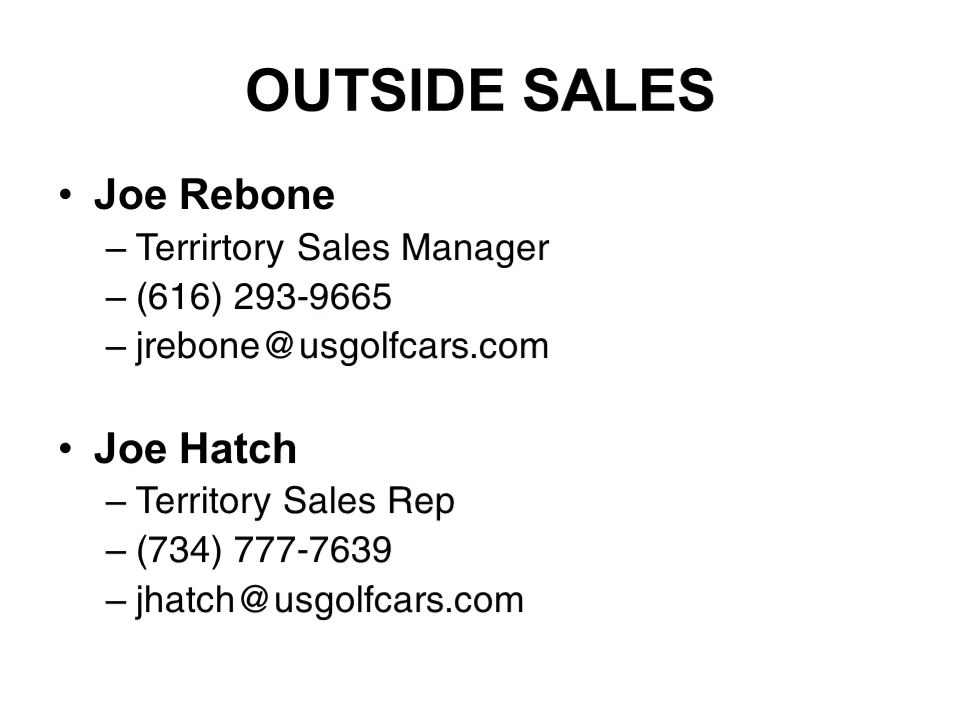 OUTSIDE SALES
• Joe Rebone
– Terrirtory Sales Manager
– (616) 293-9665
– jrebone@usgolfcars.com
• Joe Hatch
– Territory Sales Rep
– (734) 777-7639
– jhatch@usgolfcars.com